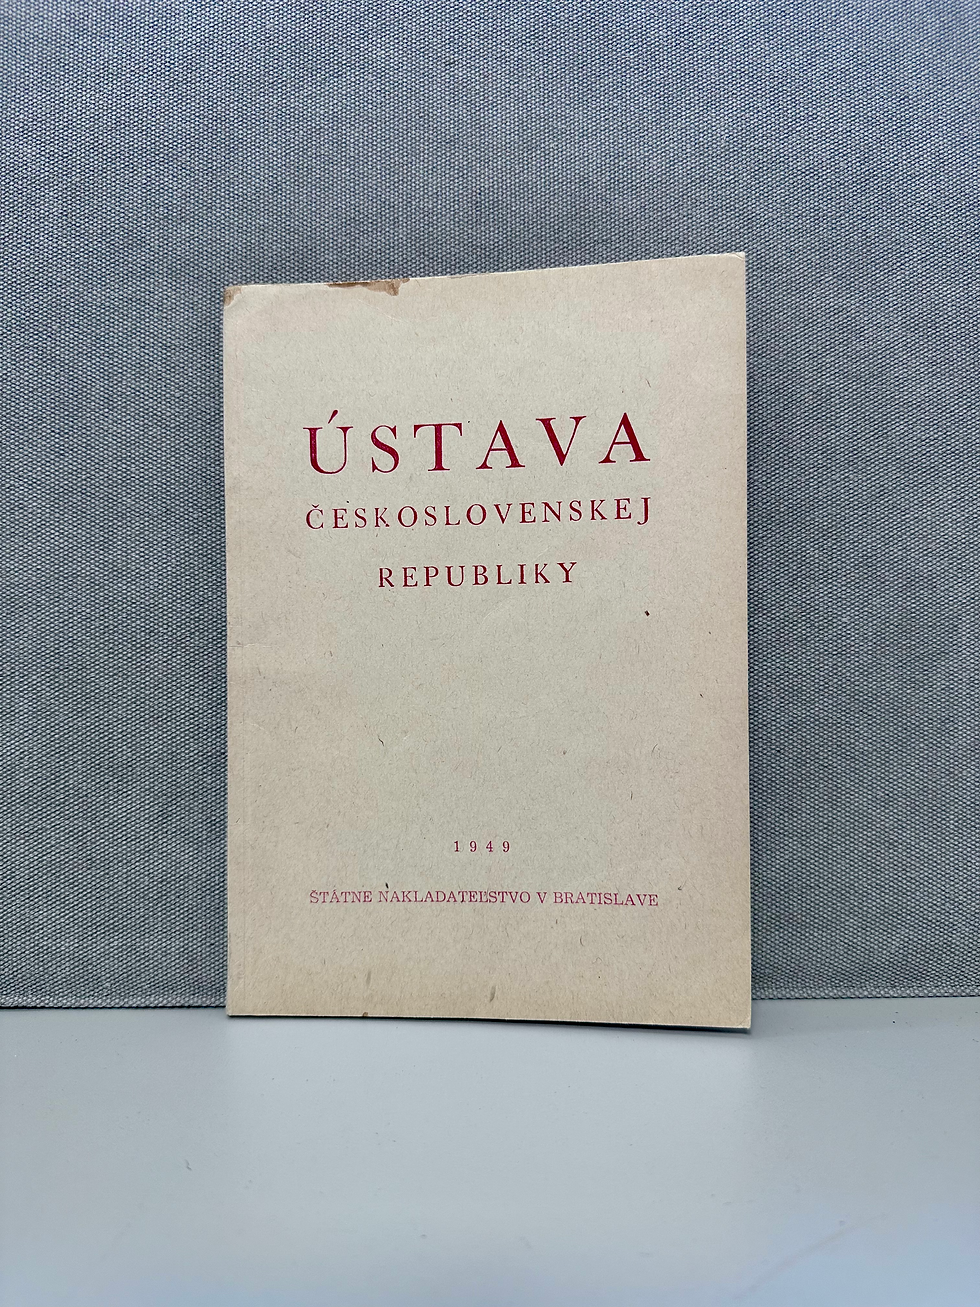 ÚSTAVA
ČESKOSLOVENSKEJ
REPUBLIKY
1949
ŠTÁTNE NAKLADATEĽSTVO V BRATISLAVE